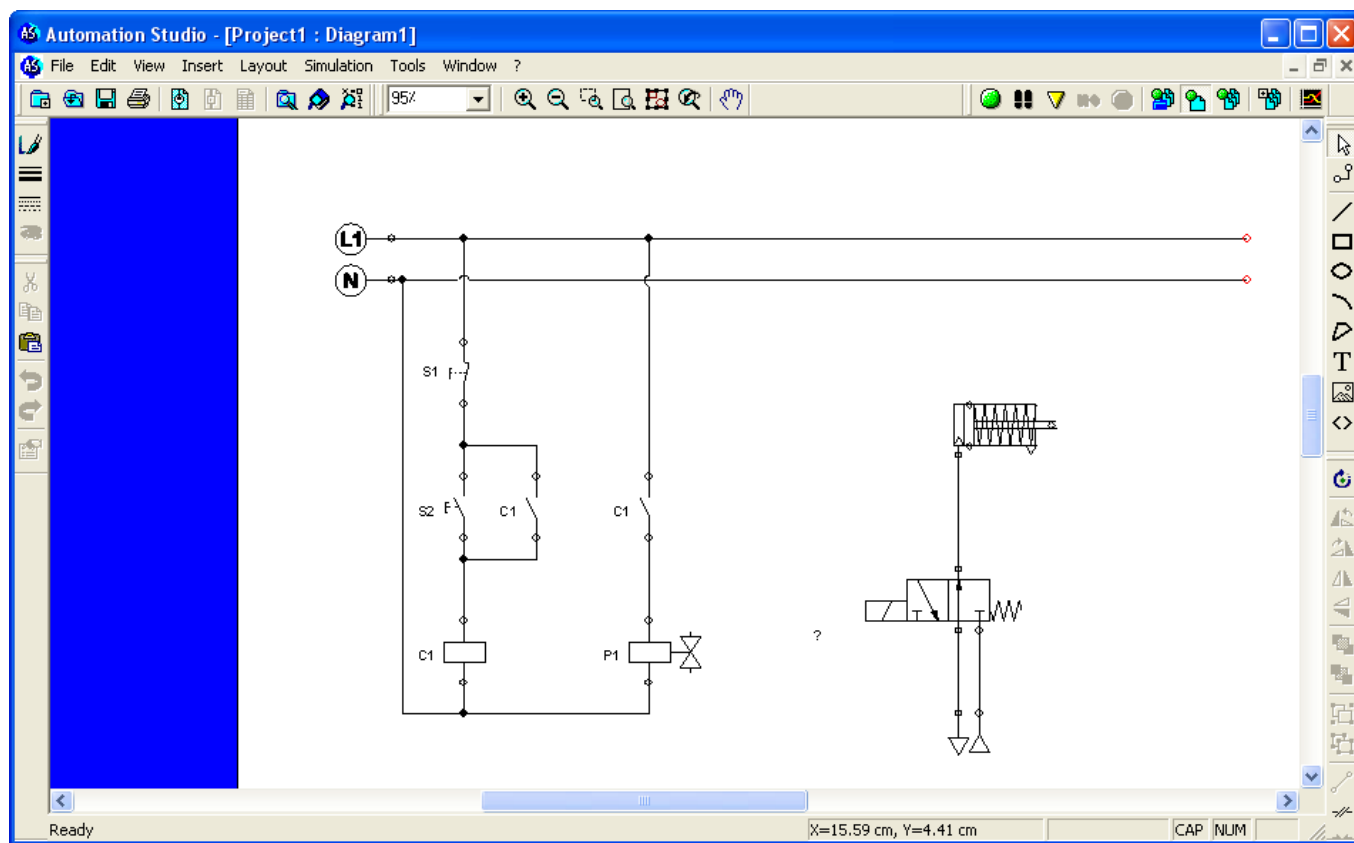 Automation Studio - [Project1 : Diagram1]
File Edit View Insert Layout Simulation Tools Window ?
95%
L1
N
S1
S2 C1 C1
?
C1 P1
Ready X=15.59 cm, Y=4.41 cm CAP NUM